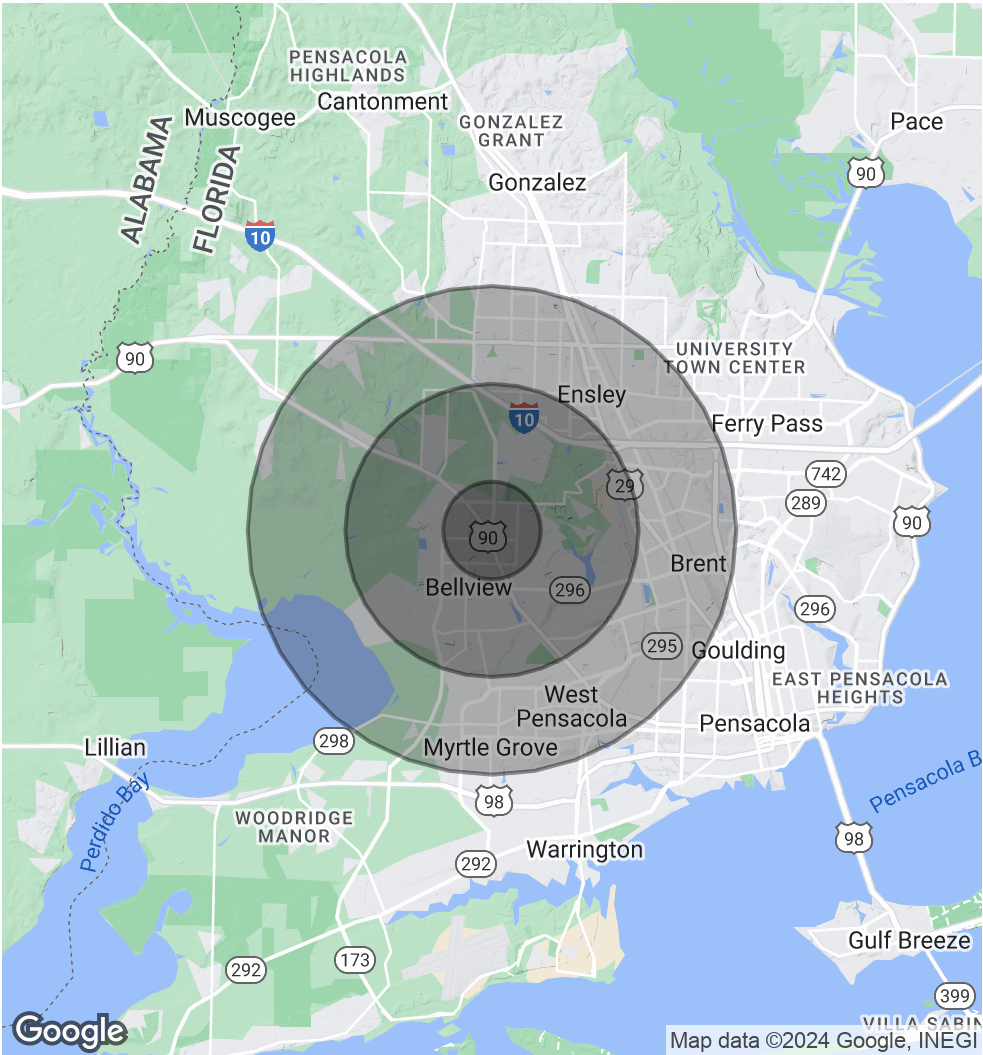 PENSACOLA
HIGHLANDS
Cantonment
Muscogee
GONZALEZ
GRANT
Pace
ALABAMA
FLORIDA
90
Gonzalez
10
90
UNIVERSITY
TOWN CENTER
Ensley
10
Ferry Pass
742
29
289
90
90
Brent
Bellview
296
296
295
Goulding
EAST PENSACOLA
HEIGHTS
West
Pensacola
Pensacola
298
Lillian
Myrtle Grove
Perdido Bay
Pensacola B
98
WOODRIDGE
MANOR
98
Warrington
292
Gulf Breeze
173
292
399
VILLA SABIN
Google
Map data ©2024 Google, INEGI